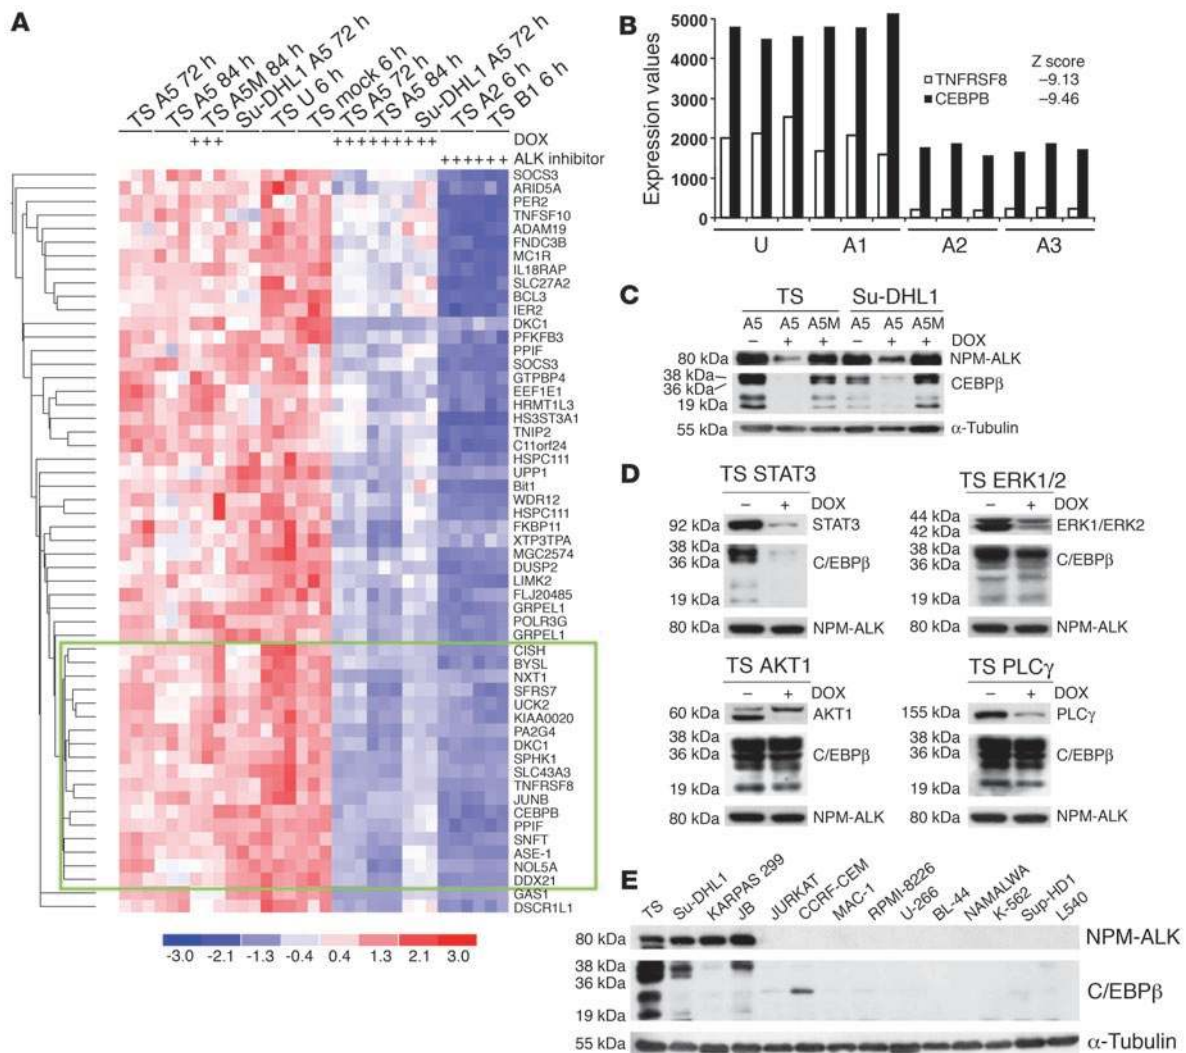 A
TS A5 72 h
TS A5 84 h
TS A5M 84 h
Su-DHL1 A5 72 h
TS U 6 h
TS mock 6 h
TS A5 72 h
TS A5 84 h
Su-DHL1 A5 72 h
TS A2 6 h
TS B1 6 h
+++ +++++++++ DOX
++++++ ALK inhibitor
SOCS3
ARID5A
PER2
TNFSF10
ADAM19
FNDC3B
MC1R
IL18RAP
SLC27A2
BCL3
IER2
DKC1
PFKFB3
PPIF
SOCS3
GTPBP4
EEF1E1
HRMT1L3
HS3ST3A1
TNIP2
C11orf24
HSPC111
UPP1
Bit1
WDR12
HSPC111
FKBP11
XTP3TPA
MGC2574
DUSP2
LIMK2
FLJ20485
GRPEL1
POLR3G
GRPEL1
CISH
BYSL
NXT1
SFRS7
UCK2
KIAA0020
PA2G4
DKC1
SPHK1
SLC43A3
TNFRSF8
JUNB
CEBPB
PPIF
SNFT
ASE-1
NOL5A
DDX21
GAS1
DSCR1L1
-3.0 -2.1 -1.3 -0.4 0.4 1.3 2.1 3.0
B
Expression values
5000
4000
3000
2000
1000
0
U A1 A2 A3
Z score
TNFRSF8 –9.13
CEBPB –9.46
C
TS Su-DHL1
A5 A5 A5M A5 A5 A5M
– + + – + + DOX
80 kDa NPM-ALK
38 kDa
36 kDa CEBPβ
19 kDa
55 kDa α-Tubulin
D
TS STAT3
– + DOX
92 kDa STAT3
38 kDa
36 kDa C/EBPβ
19 kDa
80 kDa NPM-ALK
TS ERK1/2
– + DOX
44 kDa
42 kDa ERK1/ERK2
38 kDa
36 kDa C/EBPβ
19 kDa
80 kDa NPM-ALK
TS AKT1
– + DOX
60 kDa AKT1
38 kDa
36 kDa C/EBPβ
19 kDa
80 kDa NPM-ALK
TS PLCγ
– + DOX
155 kDa PLCγ
38 kDa
36 kDa C/EBPβ
19 kDa
80 kDa NPM-ALK
E
TS
Su-DHL1
KARPAS 299
JB
JURKAT
CCRF-CEM
MAC-1
RPMI-8226
U-266
BL-44
NAMALWA
K-562
Sup-HD1
L540
80 kDa NPM-ALK
38 kDa
36 kDa C/EBPβ
19 kDa
55 kDa α-Tubulin